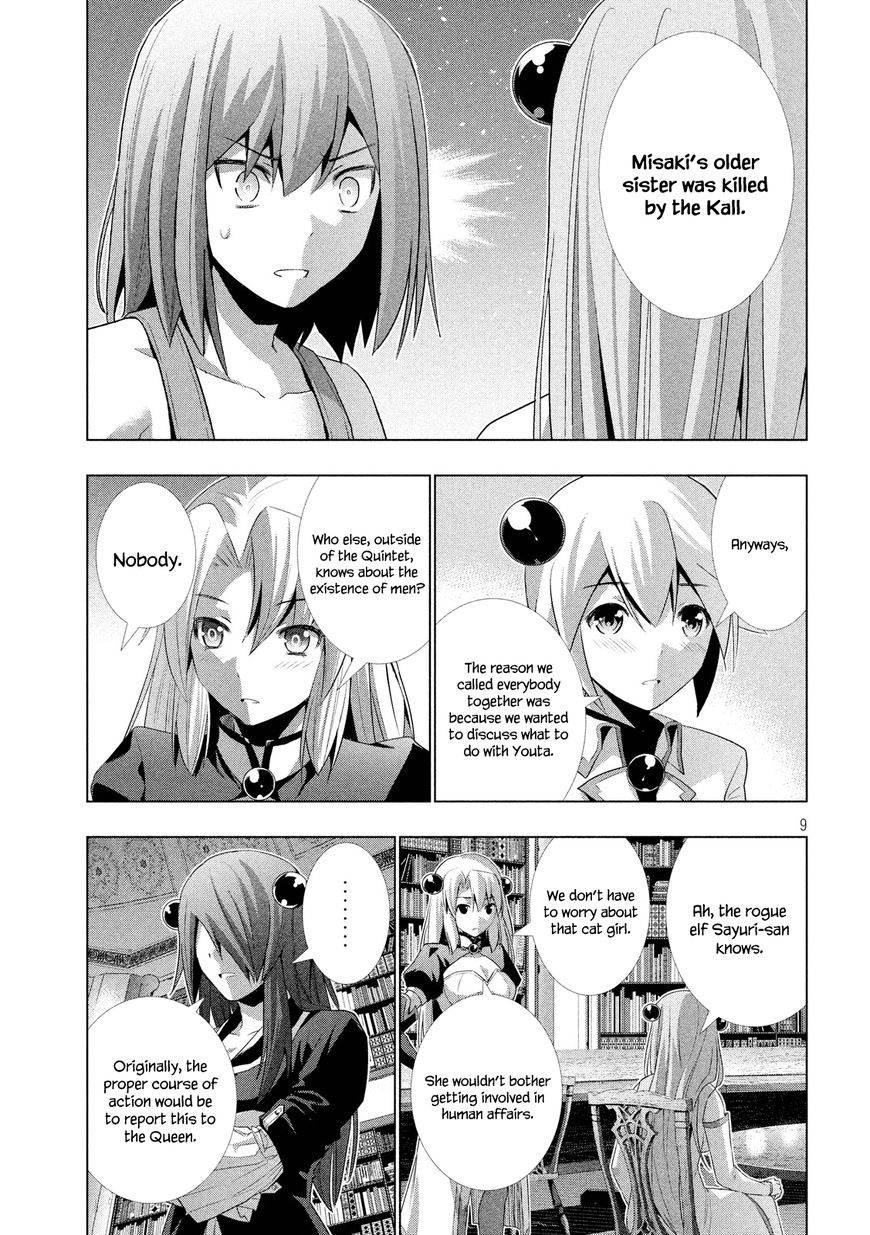 Misaki's older
sister was killed
by the Kall.
Anyways,
The reason we
called everybody
together was
because we wanted
to discuss what to
do with Youta.
Who else, outside
of the Quintet,
knows about the
existence of men?
Nobody.
9
Ah, the rogue
elf Sayuri-san
knows.
We don't have
to worry about
that cat girl.
She wouldn't bother
getting involved in
human affairs.
......
Originally, the
proper course of
action would be
to report this to
the Queen.